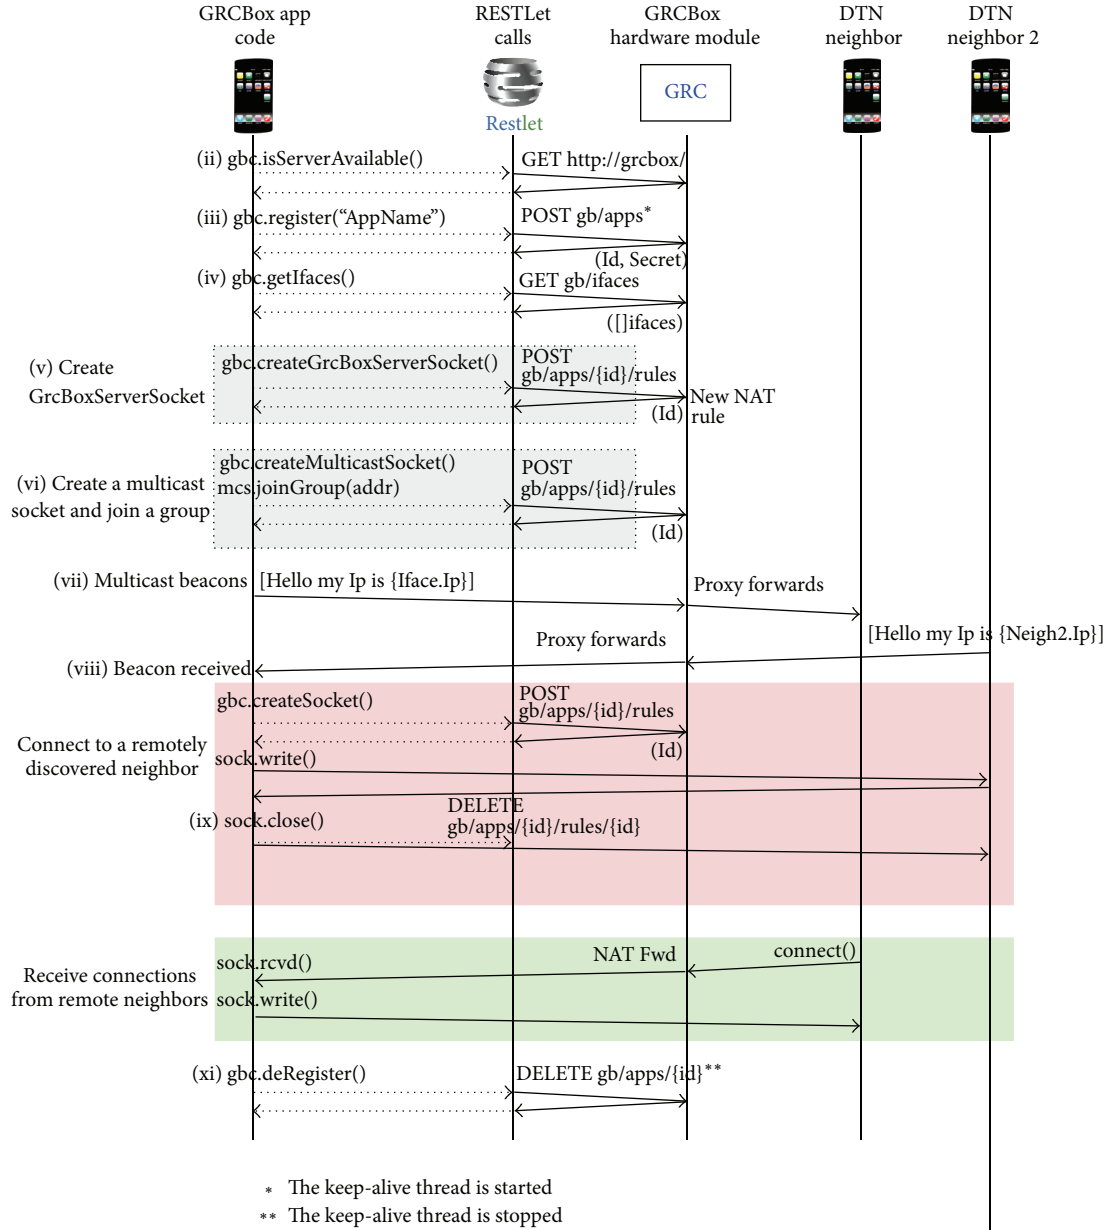 GRCBox app
code
RESTLet
calls
GRCBox
hardware module
DTN
neighbor
DTN
neighbor 2
GRC
Restlet
(ii) gbc.isServerAvailable()
GET http://grcbox/
(iii) gbc.register(“AppName”)
POST gb/apps*
(Id, Secret)
(iv) gbc.getIfaces()
GET gb/ifaces
([]ifaces)
(v) Create
GrcBoxServerSocket
gbc.createGrcBoxServerSocket()
POST
gb/apps/{id}/rules
(Id)
New NAT
rule
(vi) Create a multicast
socket and join a group
gbc.createMulticastSocket()
mcs.joinGroup(addr)
POST
gb/apps/{id}/rules
(Id)
(vii) Multicast beacons
[Hello my Ip is {Iface.Ip}]
Proxy forwards
[Hello my Ip is {Neigh2.Ip}]
Proxy forwards
(viii) Beacon received
gbc.createSocket()
POST
gb/apps/{id}/rules
(Id)
Connect to a remotely
discovered neighbor
sock.write()
(ix) sock.close()
DELETE
gb/apps/{id}/rules/{id}
Receive connections
from remote neighbors
sock.rcvd()
NAT Fwd
connect()
sock.write()
(xi) gbc.deRegister()
DELETE gb/apps/{id}**
* The keep-alive thread is started
** The keep-alive thread is stopped